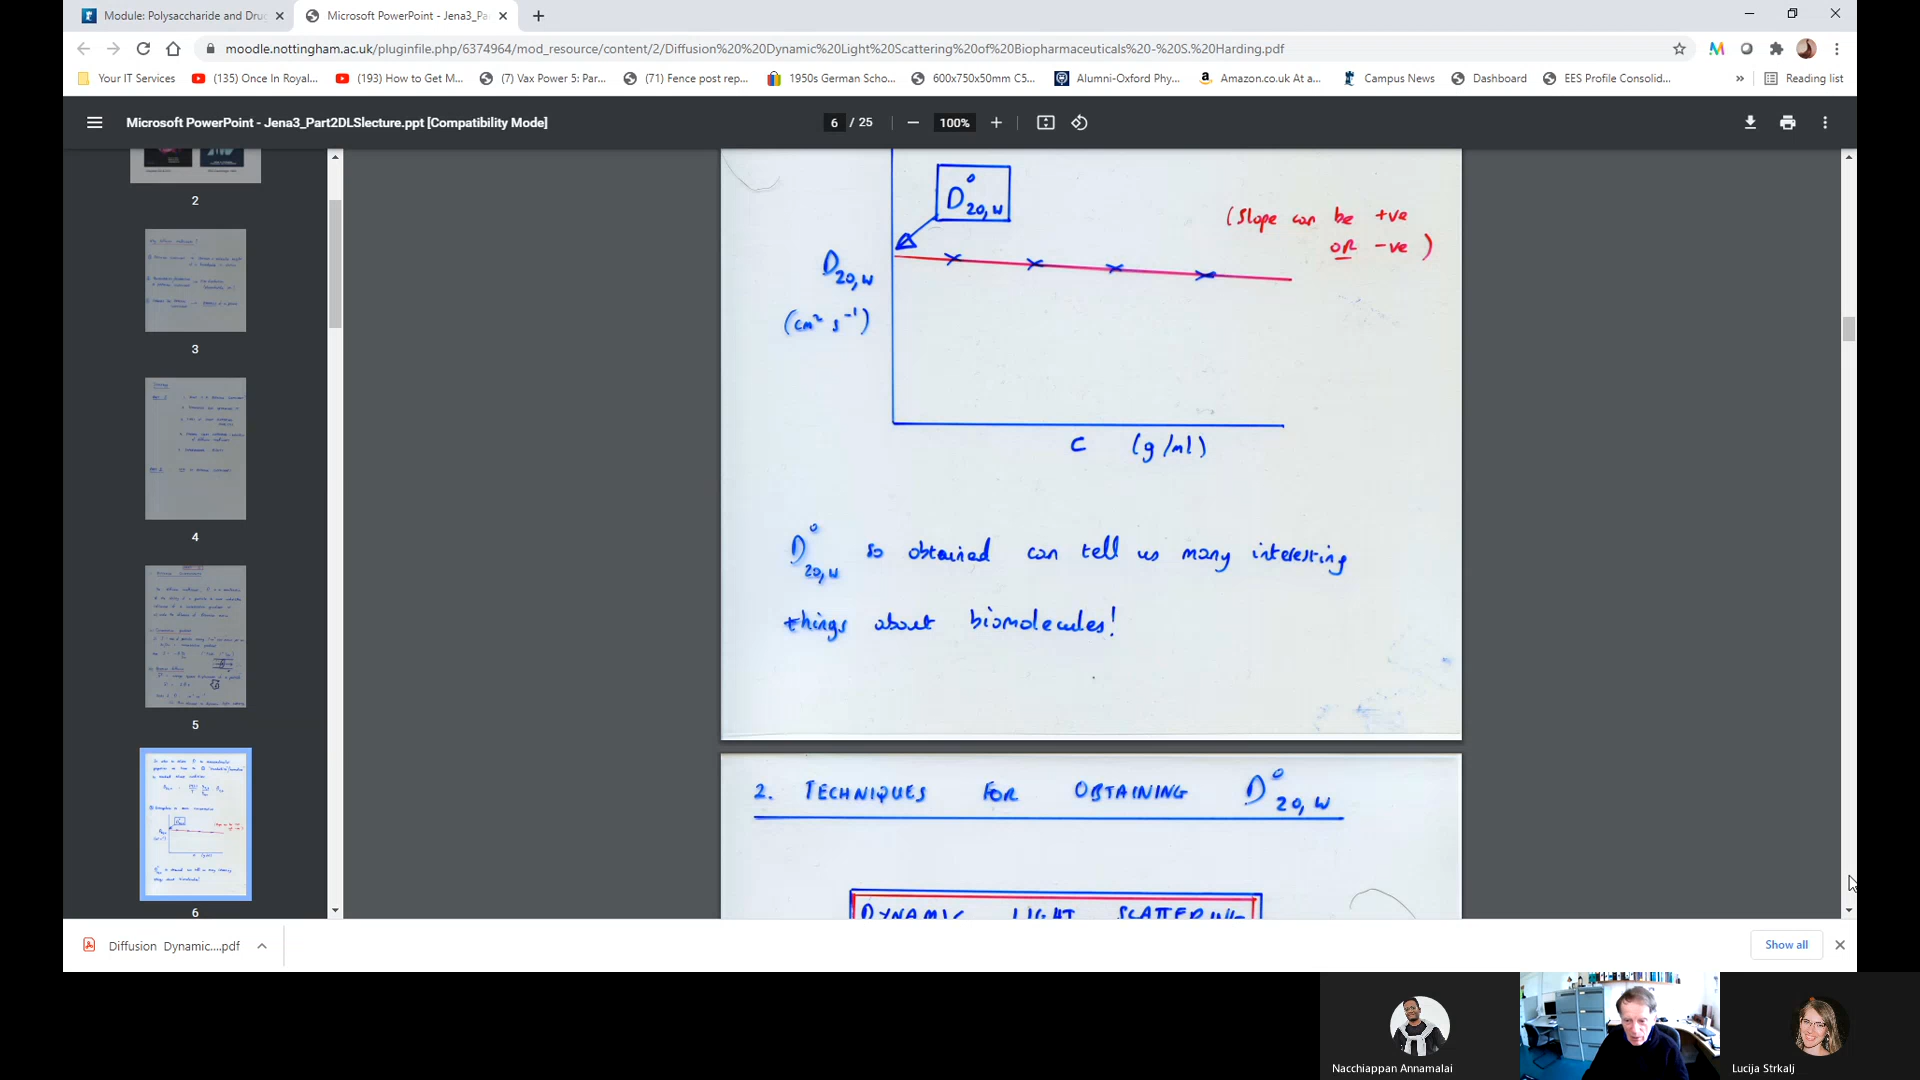 Module: Polysaccharide and Dru
Microsoft PowerPoint - Jena3_Pa
moodle.nottingham.ac.uk/pluginfile.php/6374964/mod_resource/content/2/Diffusion%20%20Dynamic%20Light%20Scattering%20of%20Biopharmaceuticals%20-%20S.%20Harding.pdf
Your IT Services
(135) Once In Royal...
(193) How to Get M...
(7) Vax Power 5: Par...
(71) Fence post rep...
1950s German Scho...
600x750x50mm C5...
Alumni-Oxford Phy...
Amazon.co.uk At a...
Campus News
Dashboard
EES Profile Consolid...
»
Reading list
Microsoft PowerPoint - Jena3_Part2DLSlecture.ppt [Compatibility Mode]
6 / 25
100%
2
3
4
5
6
D°20,w
(Slope can be +ve
OR -ve)
D20,w
(cm² s⁻¹)
c (g/ml)
D°20,w so obtained can tell us many interesting
things about biomolecules!
2. TECHNIQUES FOR OBTAINING D°20,w
DYNAMIC LIGHT SCATTERING
Diffusion Dynamic....pdf
Show all
Nacchiappan Annamalai
Lucija Strkalj